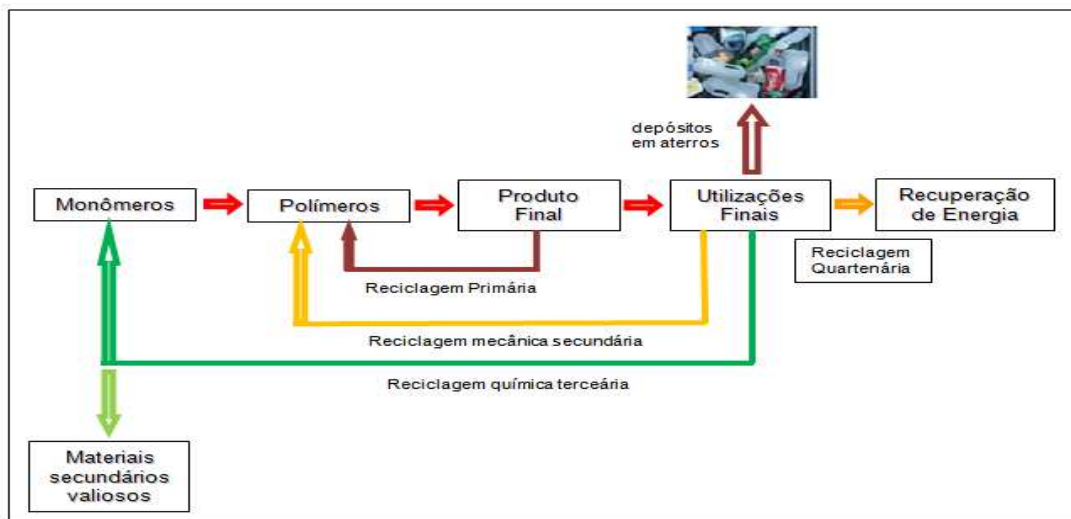 depósitos
em aterros
Monômeros
Polímeros
Produto
Final
Utilizações
Finais
Recuperação
de Energia
Reciclagem
Quartenária
Reciclagem Primária
Reciclagem mecânica secundária
Reciclagem química terceária
Materiais
secundários
valiosos